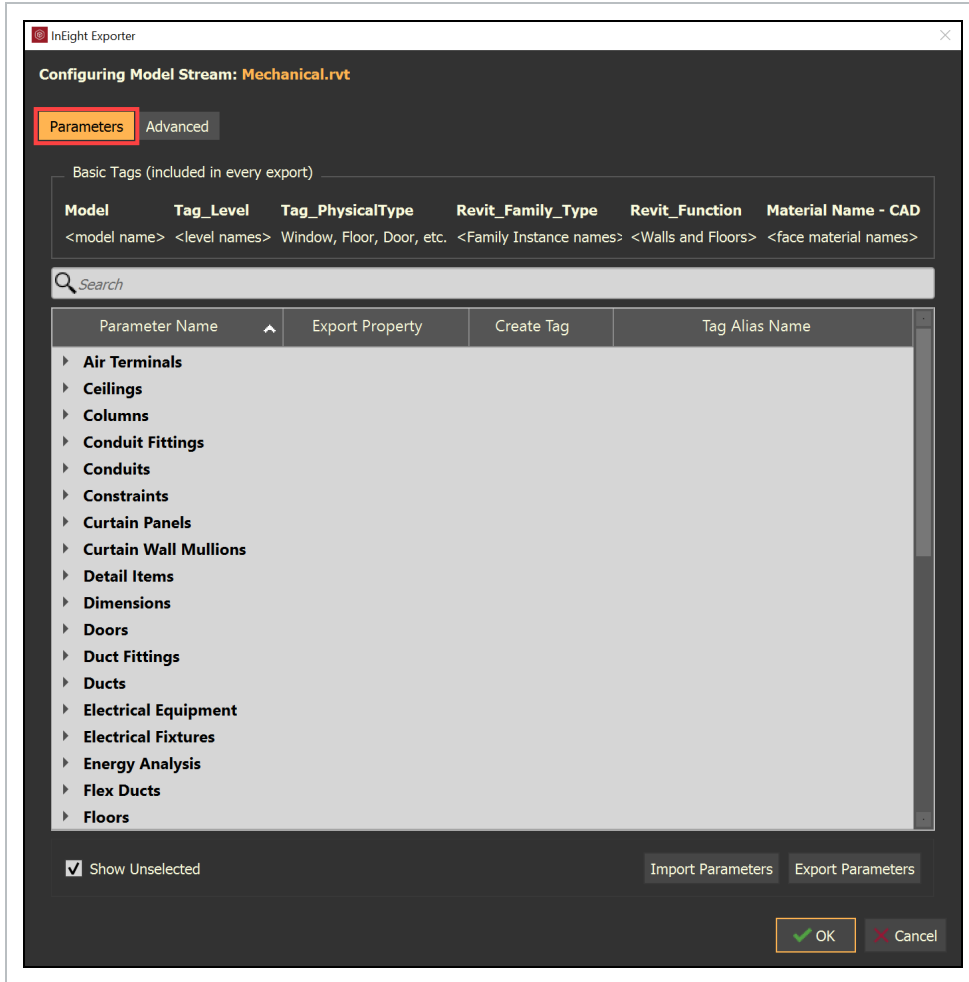 InEight Exporter
Configuring Model Stream: Mechanical.rvt
Parameters Advanced
Basic Tags (included in every export)
Model Tag_Level Tag_PhysicalType Revit_Family_Type Revit_Function Material Name - CAD
<model name> <level names> Window, Floor, Door, etc. <Family Instance names> <Walls and Floors> <face material names>
Search
Parameter Name Export Property Create Tag Tag Alias Name
Air Terminals
Ceilings
Columns
Conduit Fittings
Conduits
Constraints
Curtain Panels
Curtain Wall Mullions
Detail Items
Dimensions
Doors
Duct Fittings
Ducts
Electrical Equipment
Electrical Fixtures
Energy Analysis
Flex Ducts
Floors
Show Unselected Import Parameters Export Parameters
OK Cancel